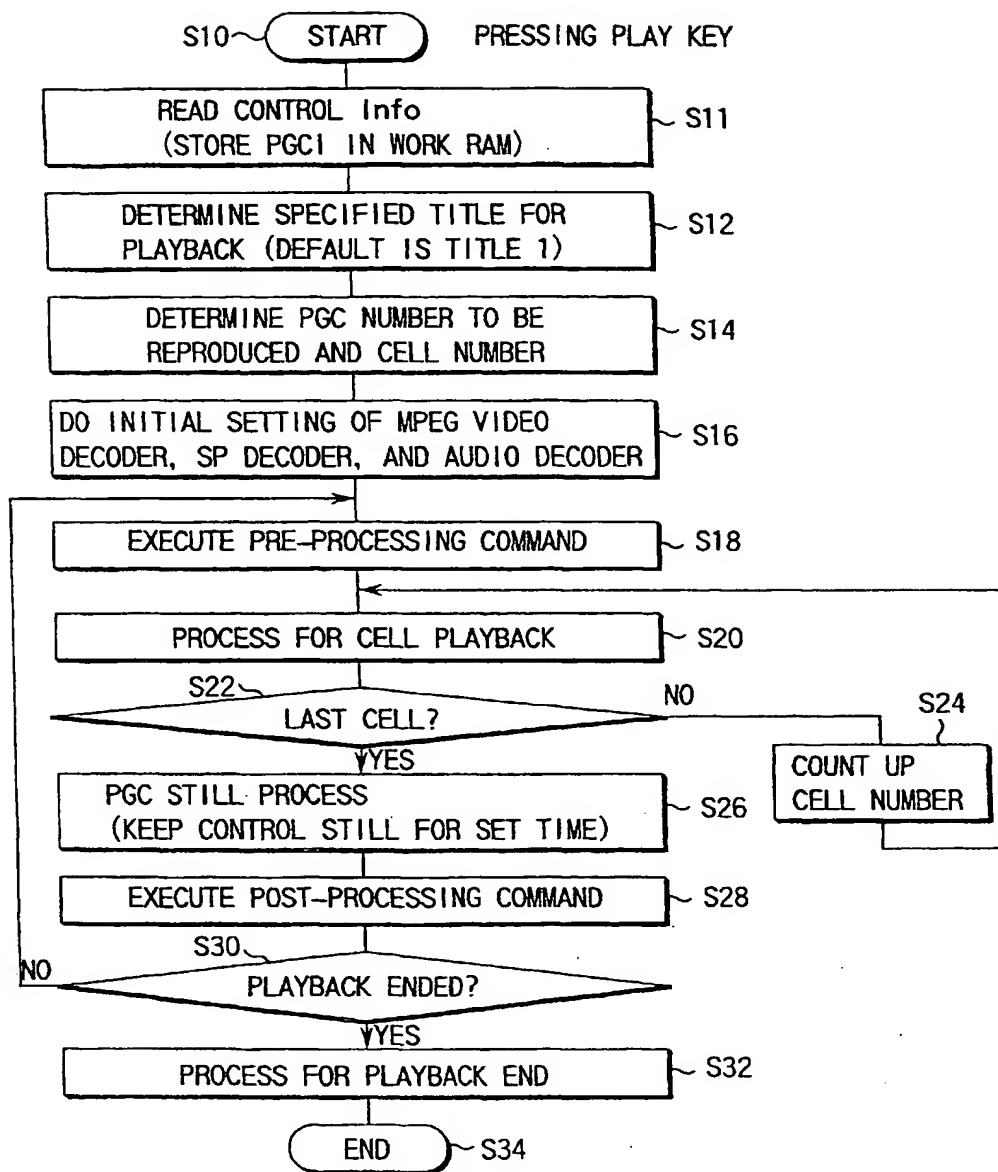 S10 START PRESSING PLAY KEY
READ CONTROL Info
(STORE PGCI IN WORK RAM)
S11
DETERMINE SPECIFIED TITLE FOR
PLAYBACK (DEFAULT IS TITLE 1)
S12
DETERMINE PGC NUMBER TO BE
REPRODUCED AND CELL NUMBER
S14
DO INITIAL SETTING OF MPEG VIDEO
DECODER, SP DECODER, AND AUDIO DECODER
S16
EXECUTE PRE-PROCESSING COMMAND
S18
PROCESS FOR CELL PLAYBACK
S20
S22
LAST CELL?
NO
YES
S24
COUNT UP
CELL NUMBER
PGC STILL PROCESS
(KEEP CONTROL STILL FOR SET TIME)
S26
EXECUTE POST-PROCESSING COMMAND
S28
S30
NO
PLAYBACK ENDED?
YES
PROCESS FOR PLAYBACK END
S32
END
S34